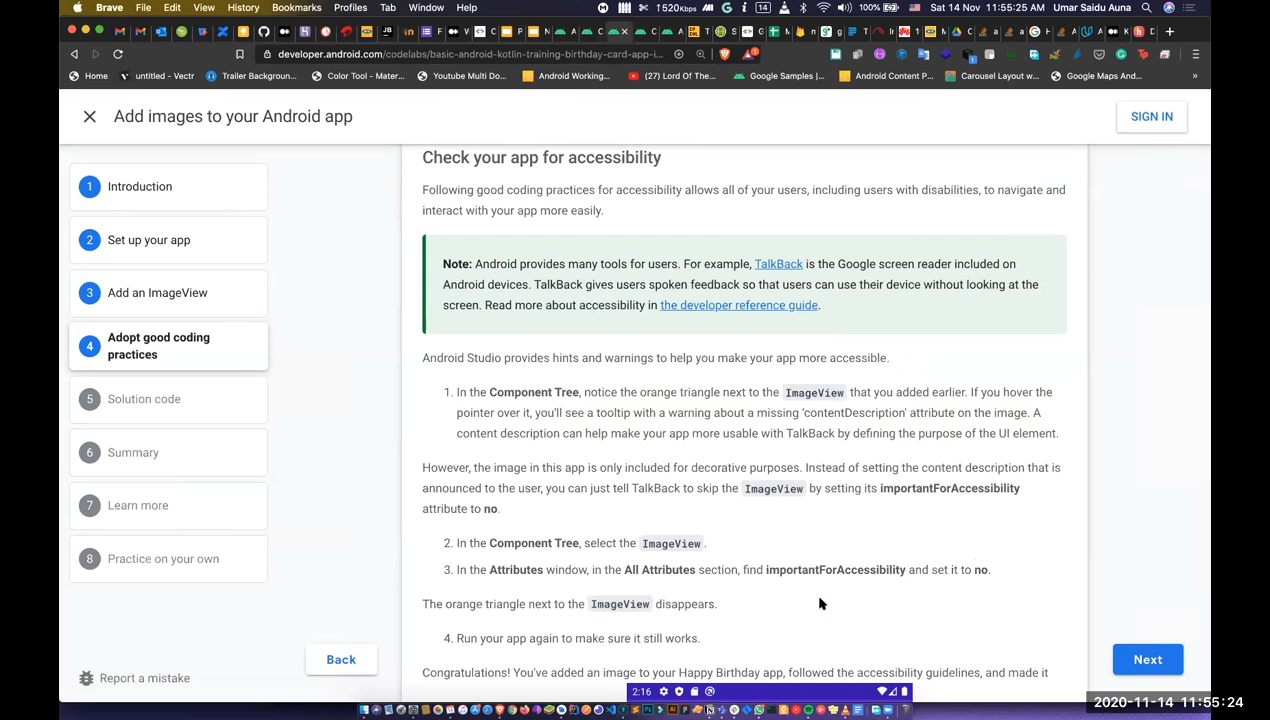 Brave File Edit View History Bookmarks Profiles Tab Window Help
1520Kbps 14 100% Sat 14 Nov 11:55:25 AM Umar Saidu Auna
developer.android.com/codelabs/basic-android-kotlin-training-birthday-card-app-i...
Home untitled - Vectr Trailer Backgroun... Color Tool - Mater... Youtube Multi Do... Android Working... (27) Lord Of The... Google Samples |... Android Content P... Carousel Layout w... Google Maps And... »
Add images to your Android app
SIGN IN
1 Introduction
2 Set up your app
3 Add an ImageView
4 Adopt good coding
practices
5 Solution code
6 Summary
7 Learn more
8 Practice on your own
Report a mistake
Check your app for accessibility
Following good coding practices for accessibility allows all of your users, including users with disabilities, to navigate and
interact with your app more easily.
Note: Android provides many tools for users. For example, TalkBack is the Google screen reader included on
Android devices. TalkBack gives users spoken feedback so that users can use their device without looking at the
screen. Read more about accessibility in the developer reference guide.
Android Studio provides hints and warnings to help you make your app more accessible.
1. In the Component Tree, notice the orange triangle next to the ImageView that you added earlier. If you hover the
pointer over it, you'll see a tooltip with a warning about a missing 'contentDescription' attribute on the image. A
content description can help make your app more usable with TalkBack by defining the purpose of the UI element.
However, the image in this app is only included for decorative purposes. Instead of setting the content description that is
announced to the user, you can just tell TalkBack to skip the ImageView by setting its importantForAccessibility
attribute to no.
2. In the Component Tree, select the ImageView.
3. In the Attributes window, in the All Attributes section, find importantForAccessibility and set it to no.
The orange triangle next to the ImageView disappears.
4. Run your app again to make sure it still works.
Congratulations! You've added an image to your Happy Birthday app, followed the accessibility guidelines, and made it
Back
Next
2:16
2020-11-14 11:55:24